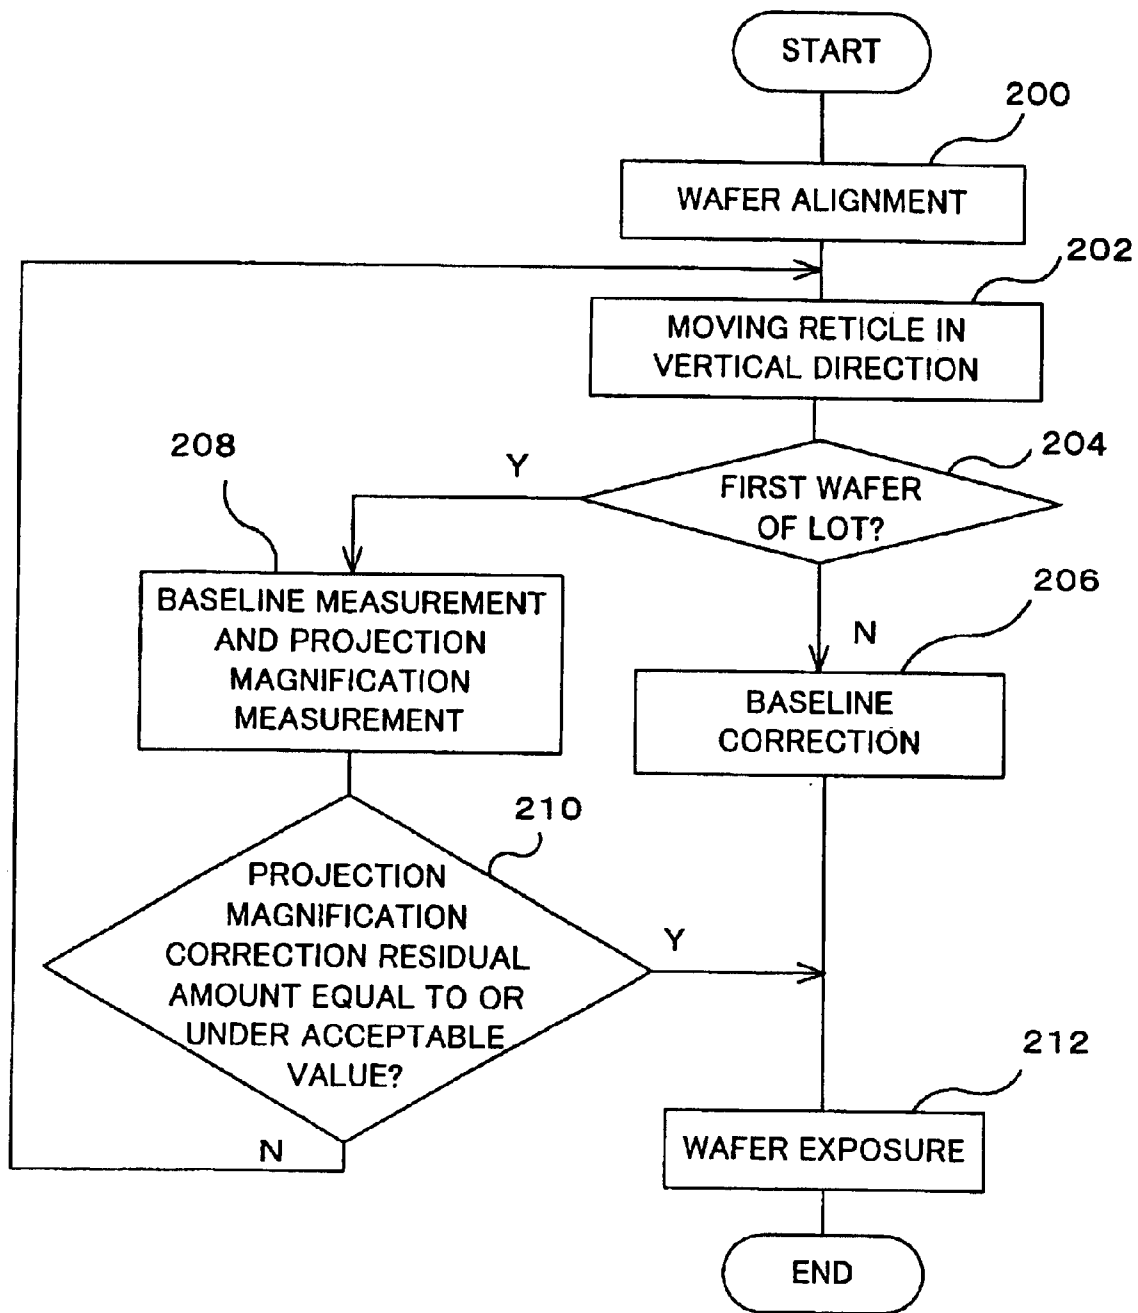 START
200
WAFER ALIGNMENT
202
MOVING RETICLE IN
VERTICAL DIRECTION
204
FIRST WAFER
OF LOT?
Y
208
BASELINE MEASUREMENT
AND PROJECTION
MAGNIFICATION
MEASUREMENT
N
206
BASELINE
CORRECTION
210
PROJECTION
MAGNIFICATION
CORRECTION RESIDUAL
AMOUNT EQUAL TO OR
UNDER ACCEPTABLE
VALUE?
Y
N
212
WAFER EXPOSURE
END